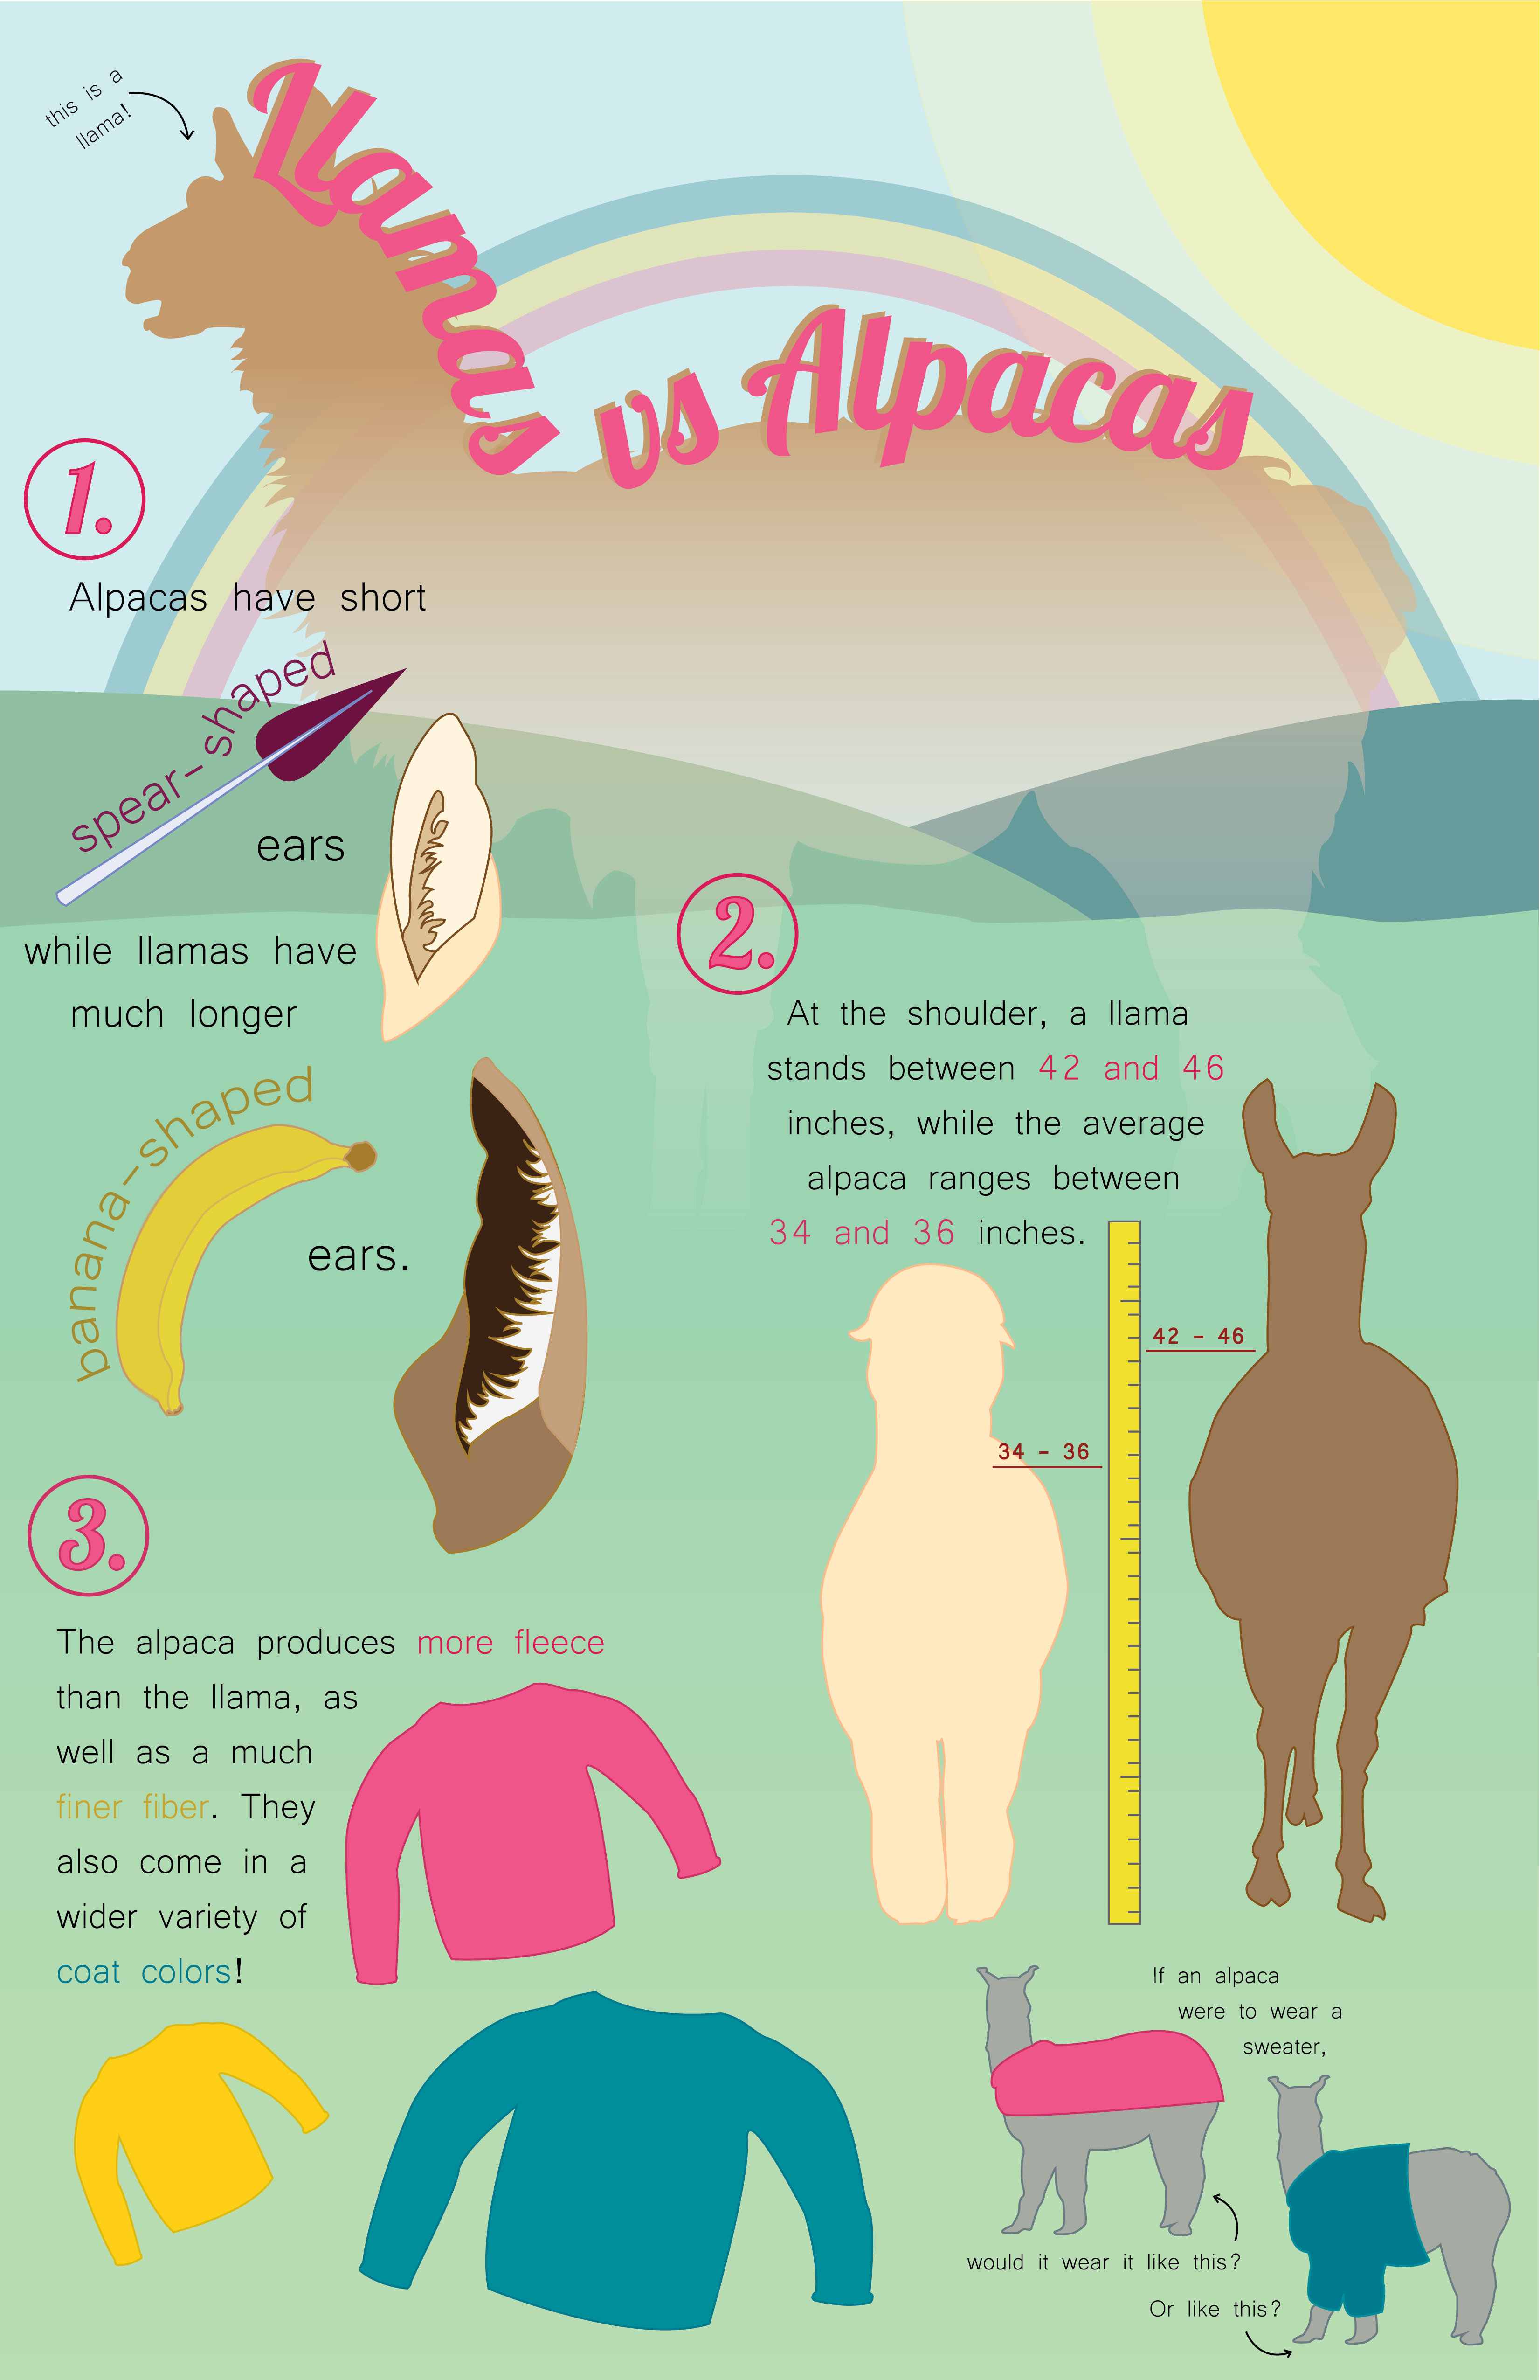 this is a
llama!
Llamas vs Alpacas
1.
Alpacas have short
spear-shaped
ears
while llamas have
much longer
banana-shaped
ears.
2.
At the shoulder, a llama
stands between 42 and 46
inches, while the average
alpaca ranges between
34 and 36 inches.
42 - 46
34 - 36
3.
The alpaca produces more fleece
than the llama, as
well as a much
finer fiber. They
also come in a
wider variety of
coat colors!
If an alpaca
were to wear a
sweater,
would it wear it like this?
Or like this?